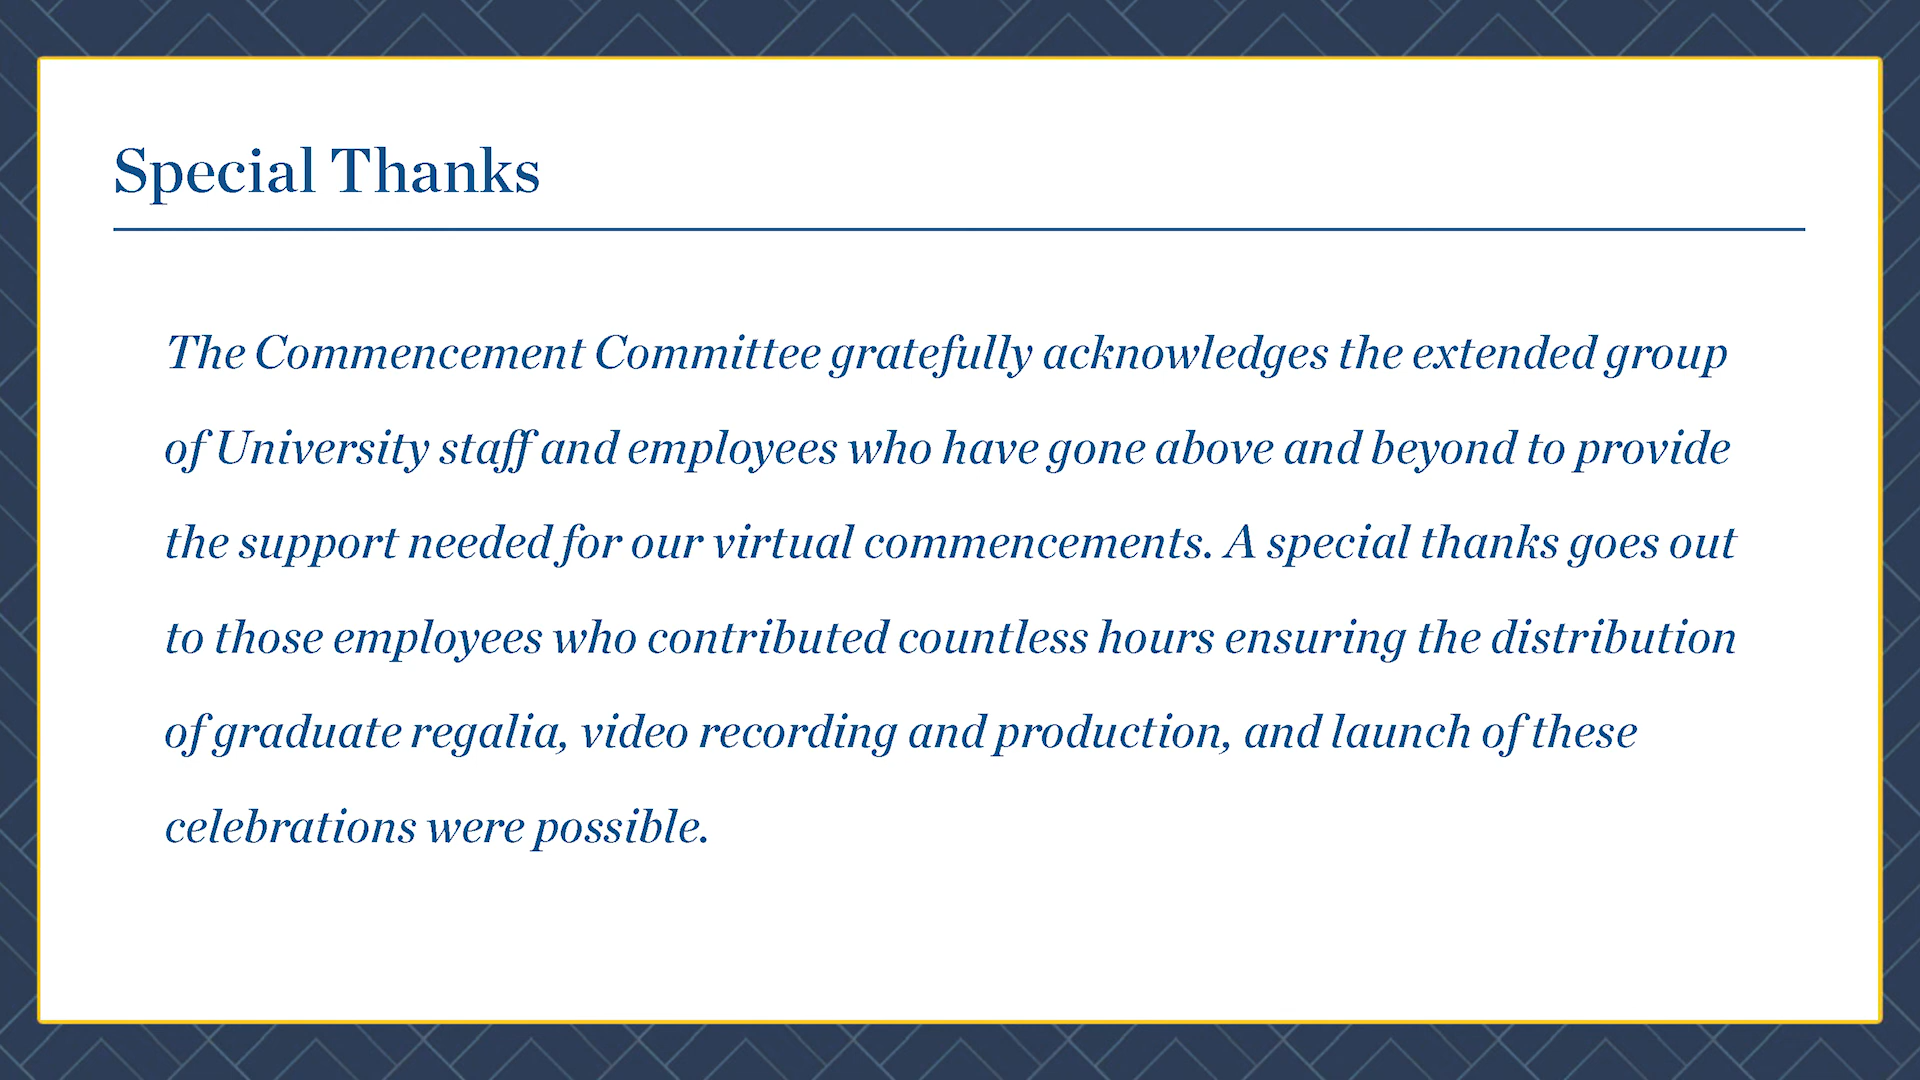 Special Thanks
The Commencement Committee gratefully acknowledges the extended group
of University staff and employees who have gone above and beyond to provide
the support needed for our virtual commencements. A special thanks goes out
to those employees who contributed countless hours ensuring the distribution
of graduate regalia, video recording and production, and launch of these
celebrations were possible.